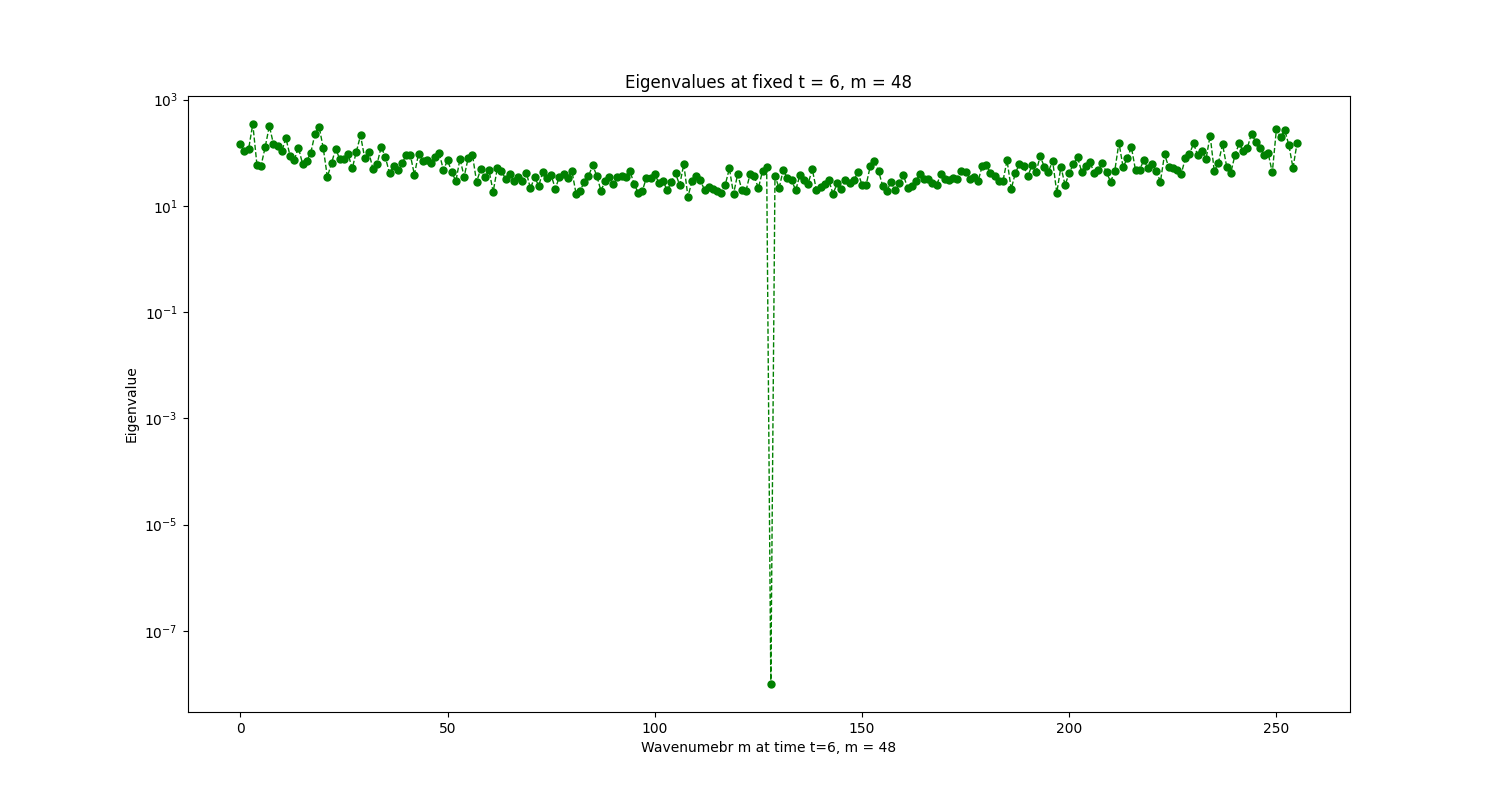 Eigenvalues at fixed t = 6, m = 48
10³
10¹
10⁻¹
10⁻³
10⁻⁵
10⁻⁷
Eigenvalue
0 50 100 150 200 250
Wavenumebr m at time t=6, m = 48